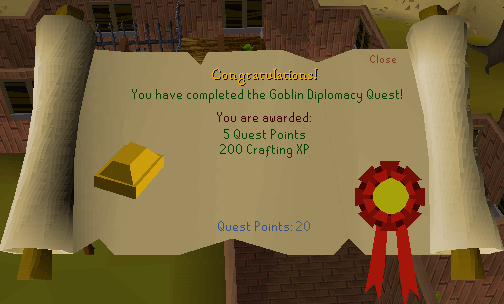 Close
Congratulations!
You have completed the Goblin Diplomacy Quest!
You are awarded:
5 Quest Points
200 Crafting XP
Quest Points: 20